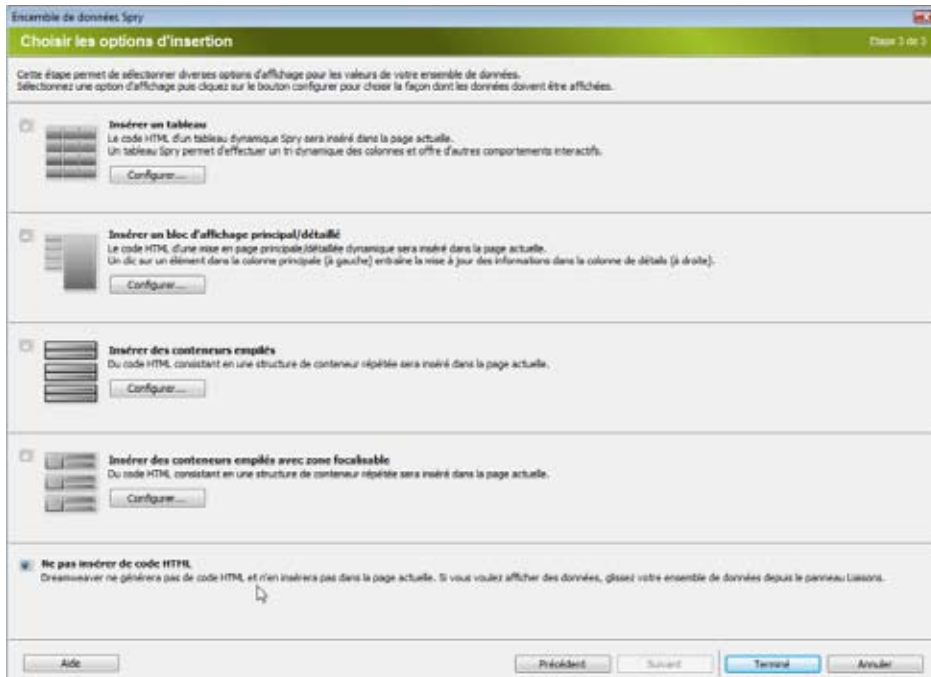 Ensemble de données Spry
Choisir les options d'insertion
Etape 3 de 3
Cette étape permet de sélectionner diverses options d'affichage pour les valeurs de votre ensemble de données.
Sélectionnez une option d'affichage puis cliquez sur le bouton configurer pour choisir la façon dont les données doivent être affichées.
Insérer un tableau
Le code HTML d'un tableau dynamique Spry sera inséré dans la page actuelle.
Un tableau Spry permet d'effectuer un tri dynamique des colonnes et offre d'autres comportements interactifs.
Configurer...
Insérer un bloc d'affichage principal/détaillé
Le code HTML d'une mise en page principale/détaillée dynamique sera inséré dans la page actuelle.
Un clic sur un élément dans la colonne principale (à gauche) entraîne la mise à jour des informations dans la colonne de détails (à droite).
Configurer...
Insérer des conteneurs empilés
Du code HTML consistant en une structure de conteneur répétée sera inséré dans la page actuelle.
Configurer...
Insérer des conteneurs empilés avec zone focalisable
Du code HTML consistant en une structure de conteneur répétée sera inséré dans la page actuelle.
Configurer...
Ne pas insérer de code HTML
Dreamweaver ne générera pas de code HTML et n'en insérera pas dans la page actuelle. Si vous voulez afficher des données, glissez votre ensemble de données depuis le panneau Liaisons.
Aide
Précédent
Suivant
Terminé
Annuler